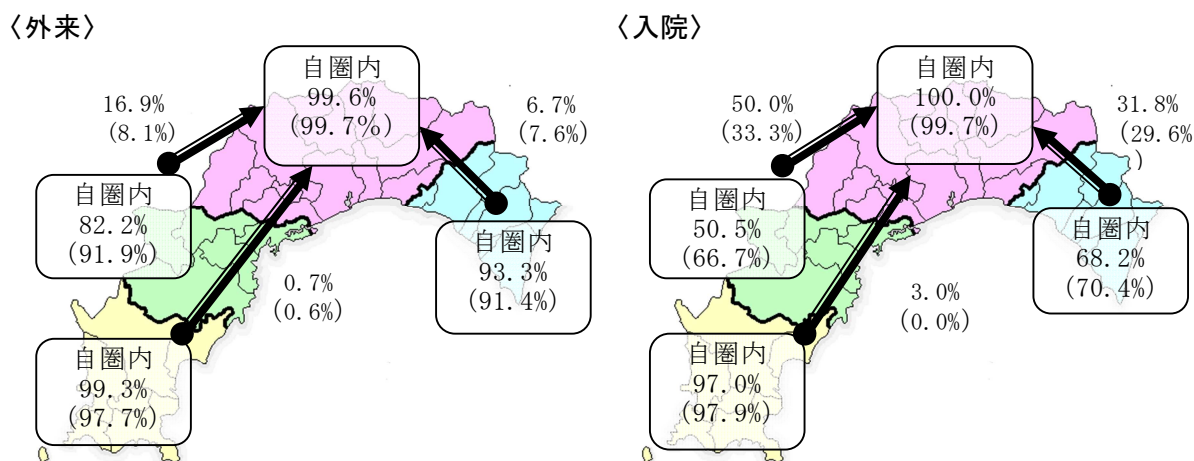 〈外来〉
自圏内
99.6%
(99.7%)
16.9%
(8.1%)
6.7%
(7.6%)
自圏内
82.2%
(91.9%)
自圏内
93.3%
(91.4%)
0.7%
(0.6%)
自圏内
99.3%
(97.7%)
〈入院〉
自圏内
100.0%
(99.7%)
50.0%
(33.3%)
31.8%
(29.6%
)
自圏内
50.5%
(66.7%)
自圏内
68.2%
(70.4%)
3.0%
(0.0%)
自圏内
97.0%
(97.9%)